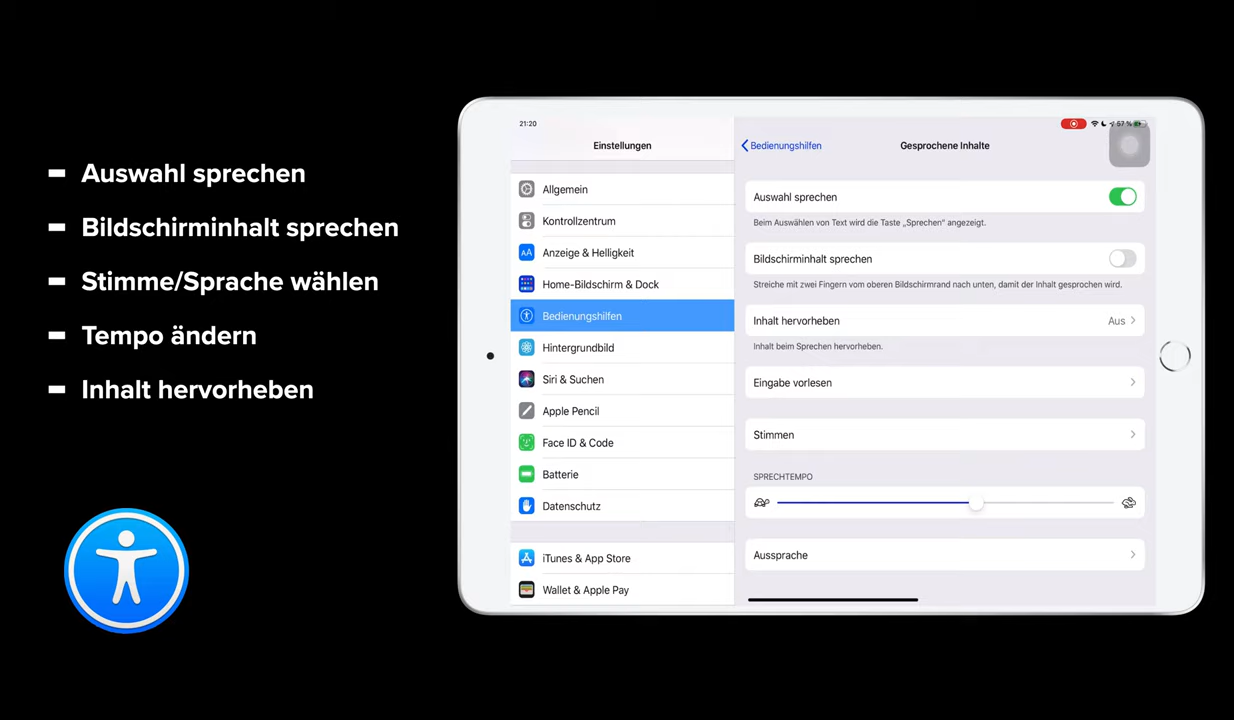 - Auswahl sprechen
- Bildschirminhalt sprechen
- Stimme/Sprache wählen
- Tempo ändern
- Inhalt hervorheben
21:20
57 %
Einstellungen
Allgemein
Kontrollzentrum
AA Anzeige & Helligkeit
Home-Bildschirm & Dock
Bedienungshilfen
Hintergrundbild
Siri & Suchen
Apple Pencil
Face ID & Code
Batterie
Datenschutz
iTunes & App Store
Wallet & Apple Pay
Bedienungshilfen
Gesprochene Inhalte
Auswahl sprechen
Beim Auswählen von Text wird die Taste „Sprechen“ angezeigt.
Bildschirminhalt sprechen
Streiche mit zwei Fingern vom oberen Bildschirmrand nach unten, damit der Inhalt gesprochen wird.
Inhalt hervorheben Aus
Inhalt beim Sprechen hervorheben.
Eingabe vorlesen
Stimmen
SPRECHTEMPO
Aussprache